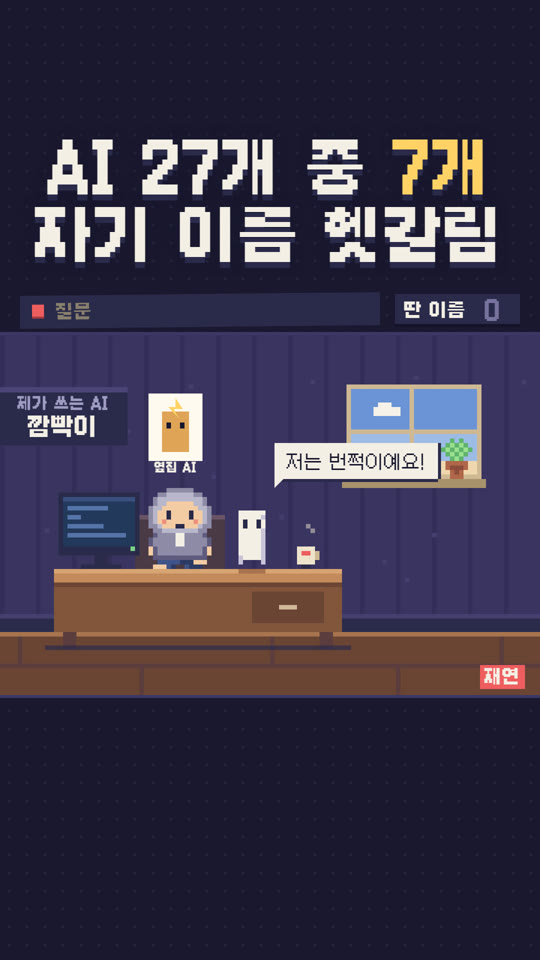 AI 27개 중 7개
자기 이름 헷갈림
질문
딴 이름 0
제가 쓰는 AI
깜빡이
옆집 AI
저는 번쩍이예요!
재연